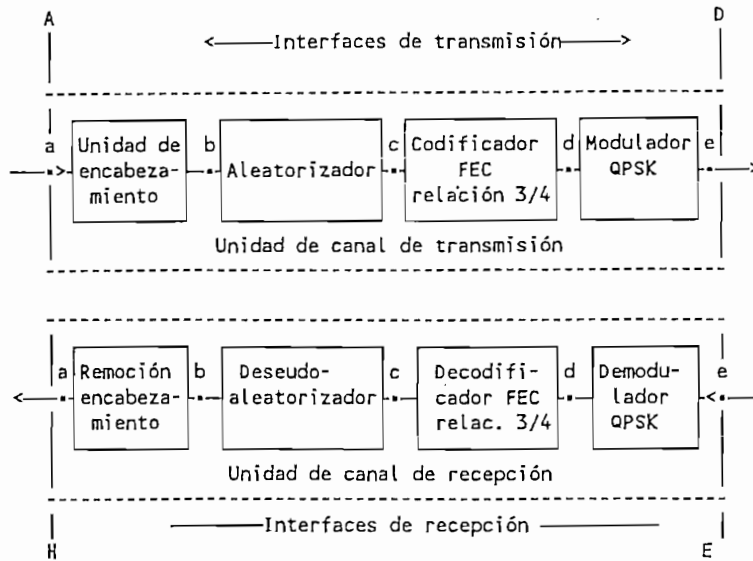 A
D
Interfaces de transmisión
a
Unidad de
encabeza-
miento
b
Aleatorizador
c
Codificador
FEC
relación 3/4
d
Modulador
QPSK
e
Unidad de canal de transmisión
a
Remoción
encabeza-
miento
b
Deseudo-
aleatorizador
c
Decodifi-
cador FEC
relac. 3/4
d
Demodu-
lador
QPSK
e
Unidad de canal de recepción
Interfaces de recepción
H
E